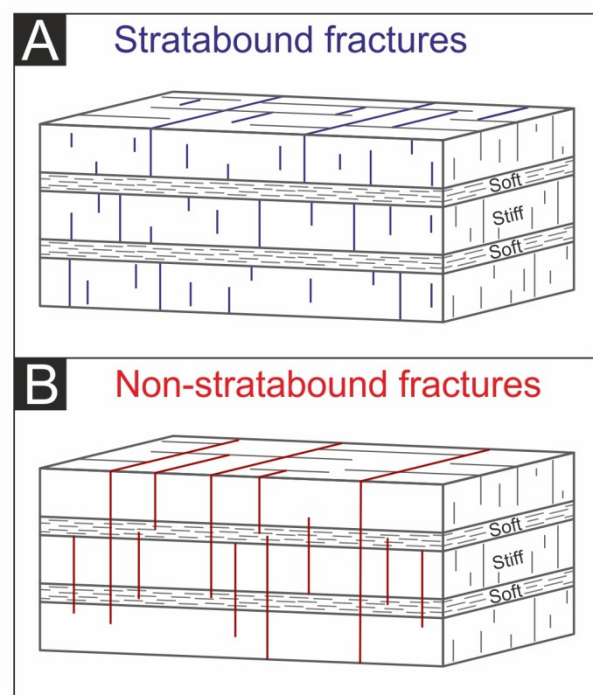 A
Stratabound fractures
Soft
Stiff
Soft
B
Non-stratabound fractures
Soft
Stiff
Soft